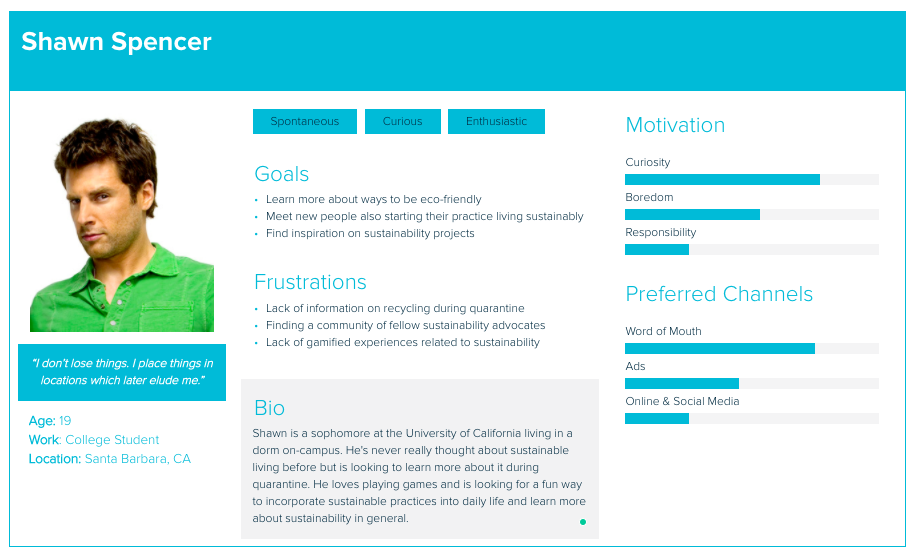 Shawn Spencer
"I don't lose things. I place things in
locations which later elude me."
Age: 19
Work: College Student
Location: Santa Barbara, CA
Spontaneous
Curious
Enthusiastic
Goals
• Learn more about ways to be eco-friendly
• Meet new people also starting their practice living sustainably
• Find inspiration on sustainability projects
Frustrations
• Lack of information on recycling during quarantine
• Finding a community of fellow sustainability advocates
• Lack of gamified experiences related to sustainability
Bio
Shawn is a sophomore at the University of California living in a
dorm on-campus. He's never really thought about sustainable
living before but is looking to learn more about it during
quarantine. He loves playing games and is looking for a fun way
to incorporate sustainable practices into daily life and learn more
about sustainability in general.
Motivation
Curiosity
Boredom
Responsibility
Preferred Channels
Word of Mouth
Ads
Online & Social Media